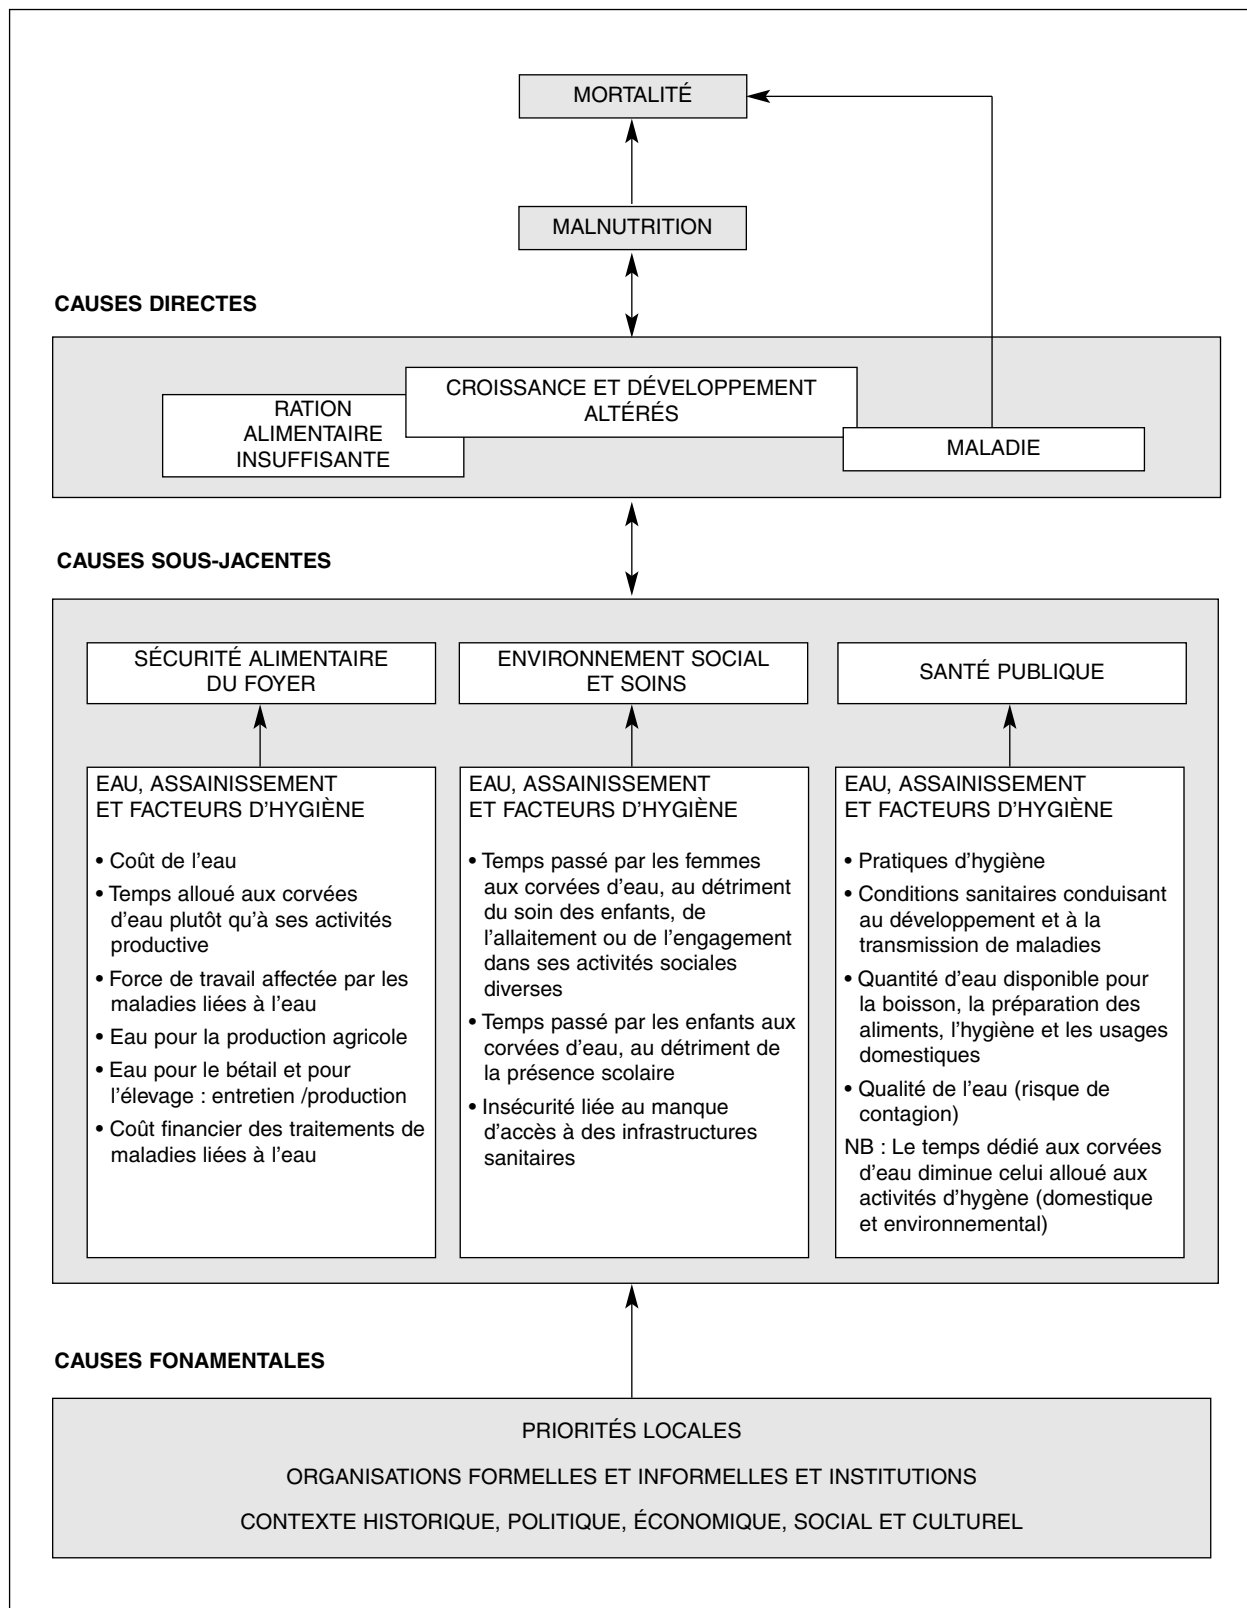 MORTALITÉ
MALNUTRITION
CAUSES DIRECTES
CROISSANCE ET DÉVELOPPEMENT
ALTÉRÉS
RATION
ALIMENTAIRE
INSUFFISANTE
MALADIE
CAUSES SOUS-JACENTES
SÉCURITÉ ALIMENTAIRE
DU FOYER
ENVIRONNEMENT SOCIAL
ET SOINS
SANTÉ PUBLIQUE
EAU, ASSAINISSEMENT
ET FACTEURS D'HYGIÈNE
• Coût de l'eau
• Temps alloué aux corvées
d'eau plutôt qu'à ses activités
productive
• Force de travail affectée par les
maladies liées à l'eau
• Eau pour la production agricole
• Eau pour le bétail et pour
l'élevage : entretien /production
• Coût financier des traitements de
maladies liées à l'eau
EAU, ASSAINISSEMENT
ET FACTEURS D'HYGIÈNE
• Temps passé par les femmes
aux corvées d'eau, au détriment
du soin des enfants, de
l'allaitement ou de l'engagement
dans ses activités sociales
diverses
• Temps passé par les enfants aux
corvées d'eau, au détriment de
la présence scolaire
• Insécurité liée au manque
d'accès à des infrastructures
sanitaires
EAU, ASSAINISSEMENT
ET FACTEURS D'HYGIÈNE
• Pratiques d'hygiène
• Conditions sanitaires conduisant
au développement et à la
transmission de maladies
• Quantité d'eau disponible pour
la boisson, la préparation des
aliments, l'hygiène et les usages
domestiques
• Qualité de l'eau (risque de
contagion)
NB : Le temps dédié aux corvées
d'eau diminue celui alloué aux
activités d'hygène (domestique
et environnemental)
CAUSES FONAMENTALES
PRIORITÉS LOCALES
ORGANISATIONS FORMELLES ET INFORMELLES ET INSTITUTIONS
CONTEXTE HISTORIQUE, POLITIQUE, ÉCONOMIQUE, SOCIAL ET CULTUREL